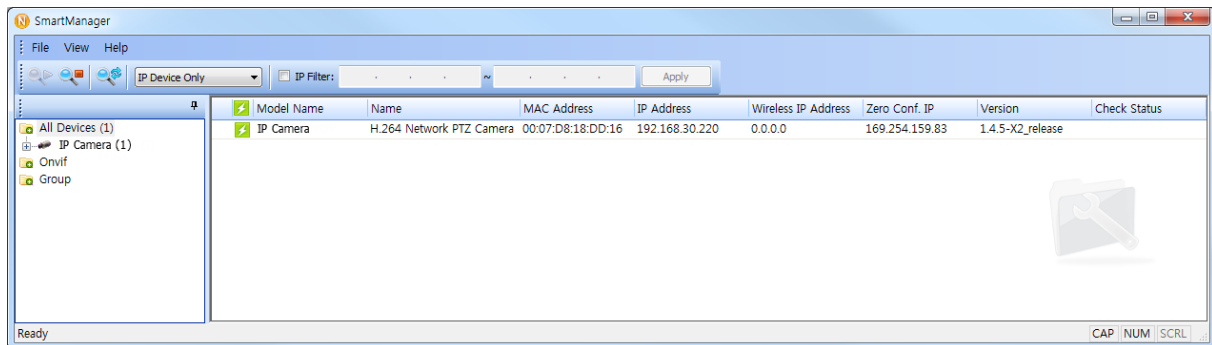 SmartManager
File View Help
IP Device Only IP Filter: . . . ~ . . . Apply
Model Name Name MAC Address IP Address Wireless IP Address Zero Conf. IP Version Check Status
All Devices (1)
IP Camera H.264 Network PTZ Camera 00:07:D8:18:DD:16 192.168.30.220 0.0.0.0 169.254.159.83 1.4.5-X2_release
IP Camera (1)
Onvif
Group
Ready CAP NUM SCRL